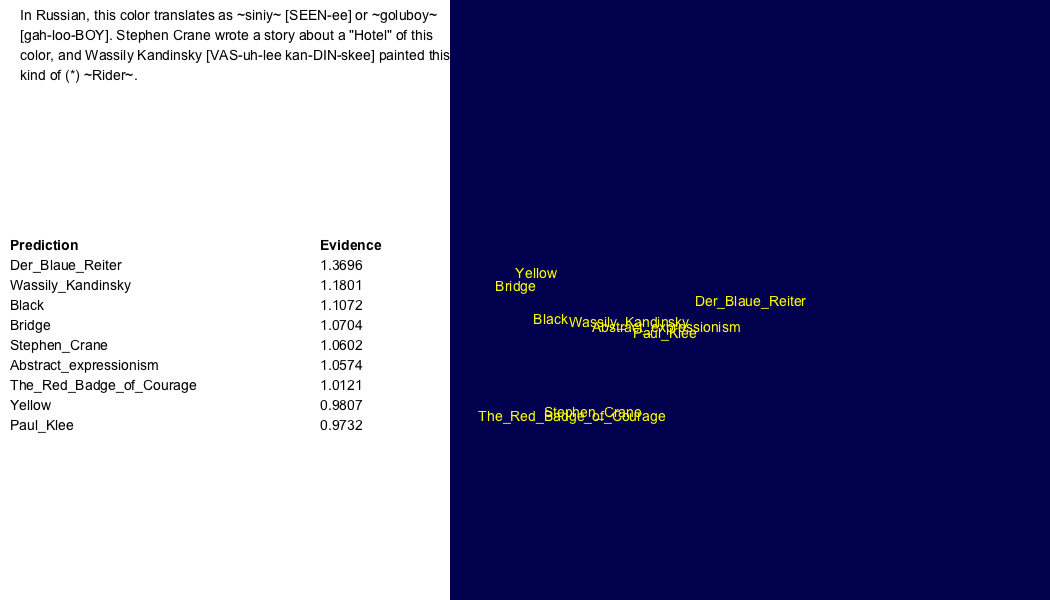 In Russian, this color translates as ~siniy~ [SEEN-ee] or ~goluboy~
[gah-loo-BOY]. Stephen Crane wrote a story about a "Hotel" of this
color, and Wassily Kandinsky [VAS-uh-lee kan-DIN-skee] painted this
kind of (*) ~Rider~.
Prediction Evidence
Der_Blaue_Reiter 1.3696
Wassily_Kandinsky 1.1801
Black 1.1072
Bridge 1.0704
Stephen_Crane 1.0602
Abstract_expressionism 1.0574
The_Red_Badge_of_Courage 1.0121
Yellow 0.9807
Paul_Klee 0.9732
Yellow
Bridge
Der_Blaue_Reiter
Black
Wassily_Kandinsky
Abstract_expressionism
Paul_Klee
Stephen_Crane
The_Red_Badge_of_Courage